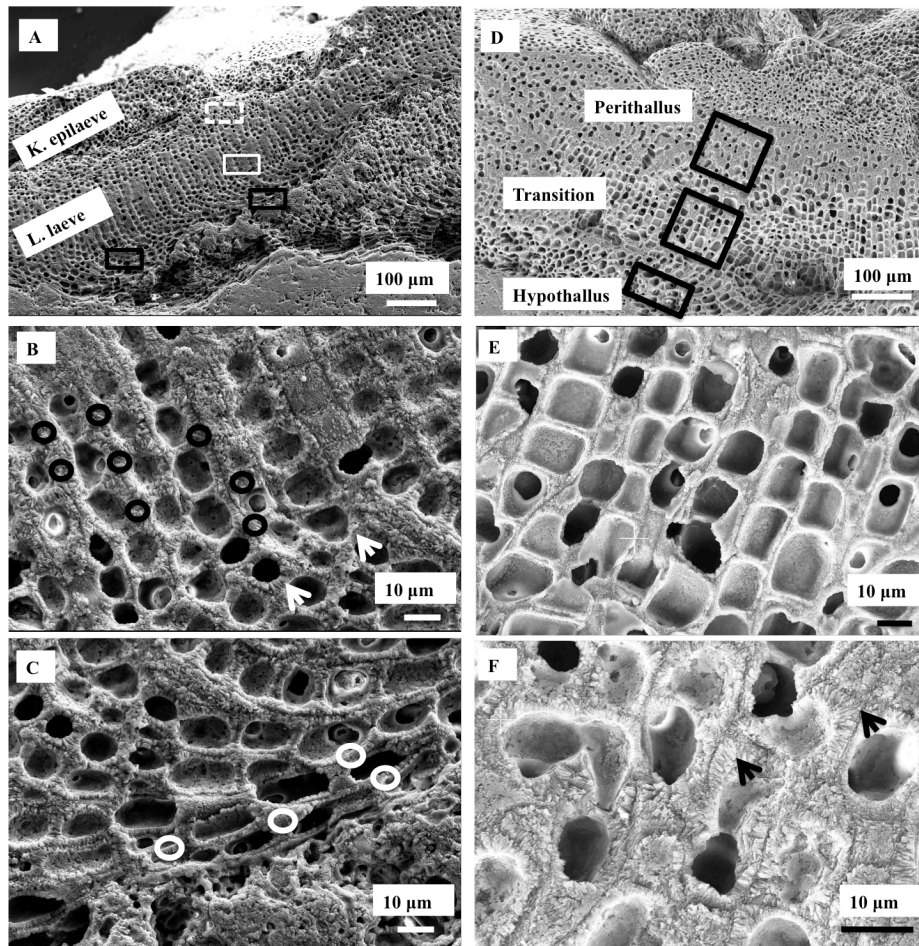 A
K. epilaeve
L. laeve
100 µm
B
10 µm
C
10 µm
D
Perithallus
Transition
Hypothallus
100 µm
E
10 µm
F
10 µm